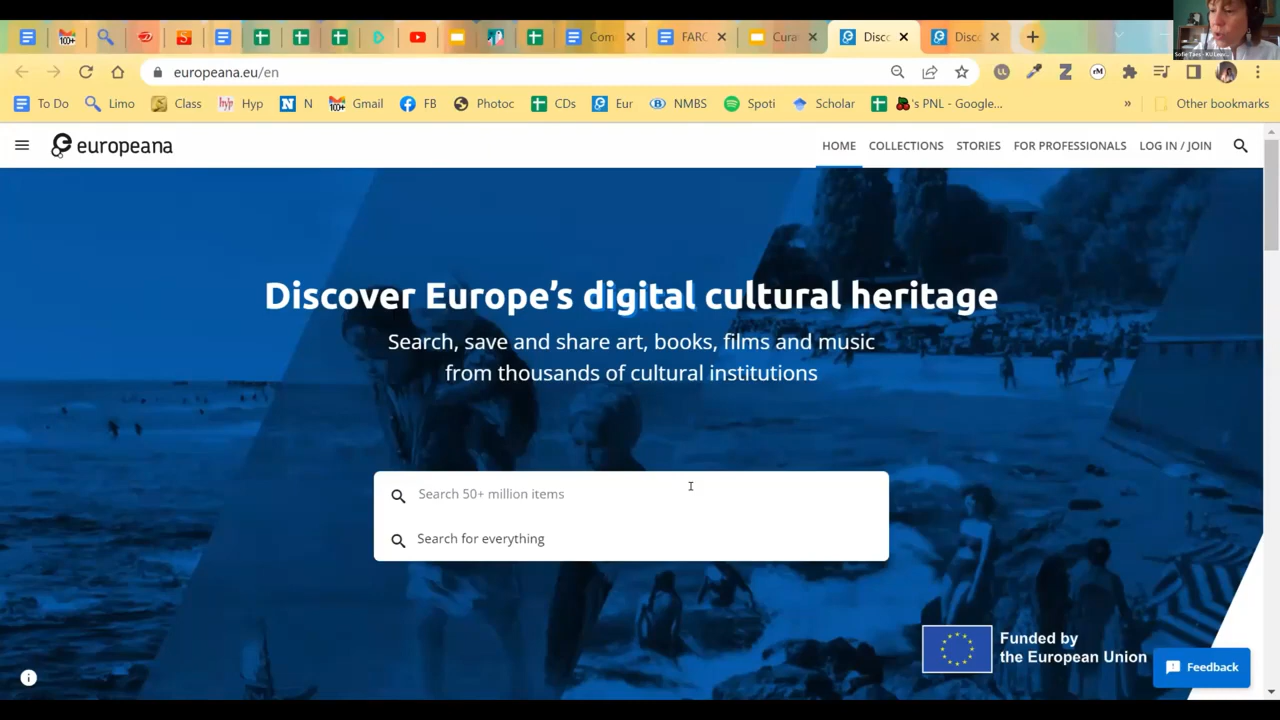 Com
FARO
Cura
Disc
Disc
europeana.eu/en
To Do
Limo
Class
hyp
Hyp
N
Gmail
FB
Photoc
CDs
Eur
NMBS
Spoti
Scholar
's PNL - Google...
»
Other bookmarks
europeana
HOME
COLLECTIONS
STORIES
FOR PROFESSIONALS
LOG IN / JOIN
Discover Europe's digital cultural heritage
Search, save and share art, books, films and music
from thousands of cultural institutions
Search 50+ million items
Search for everything
Funded by
the European Union
Feedback